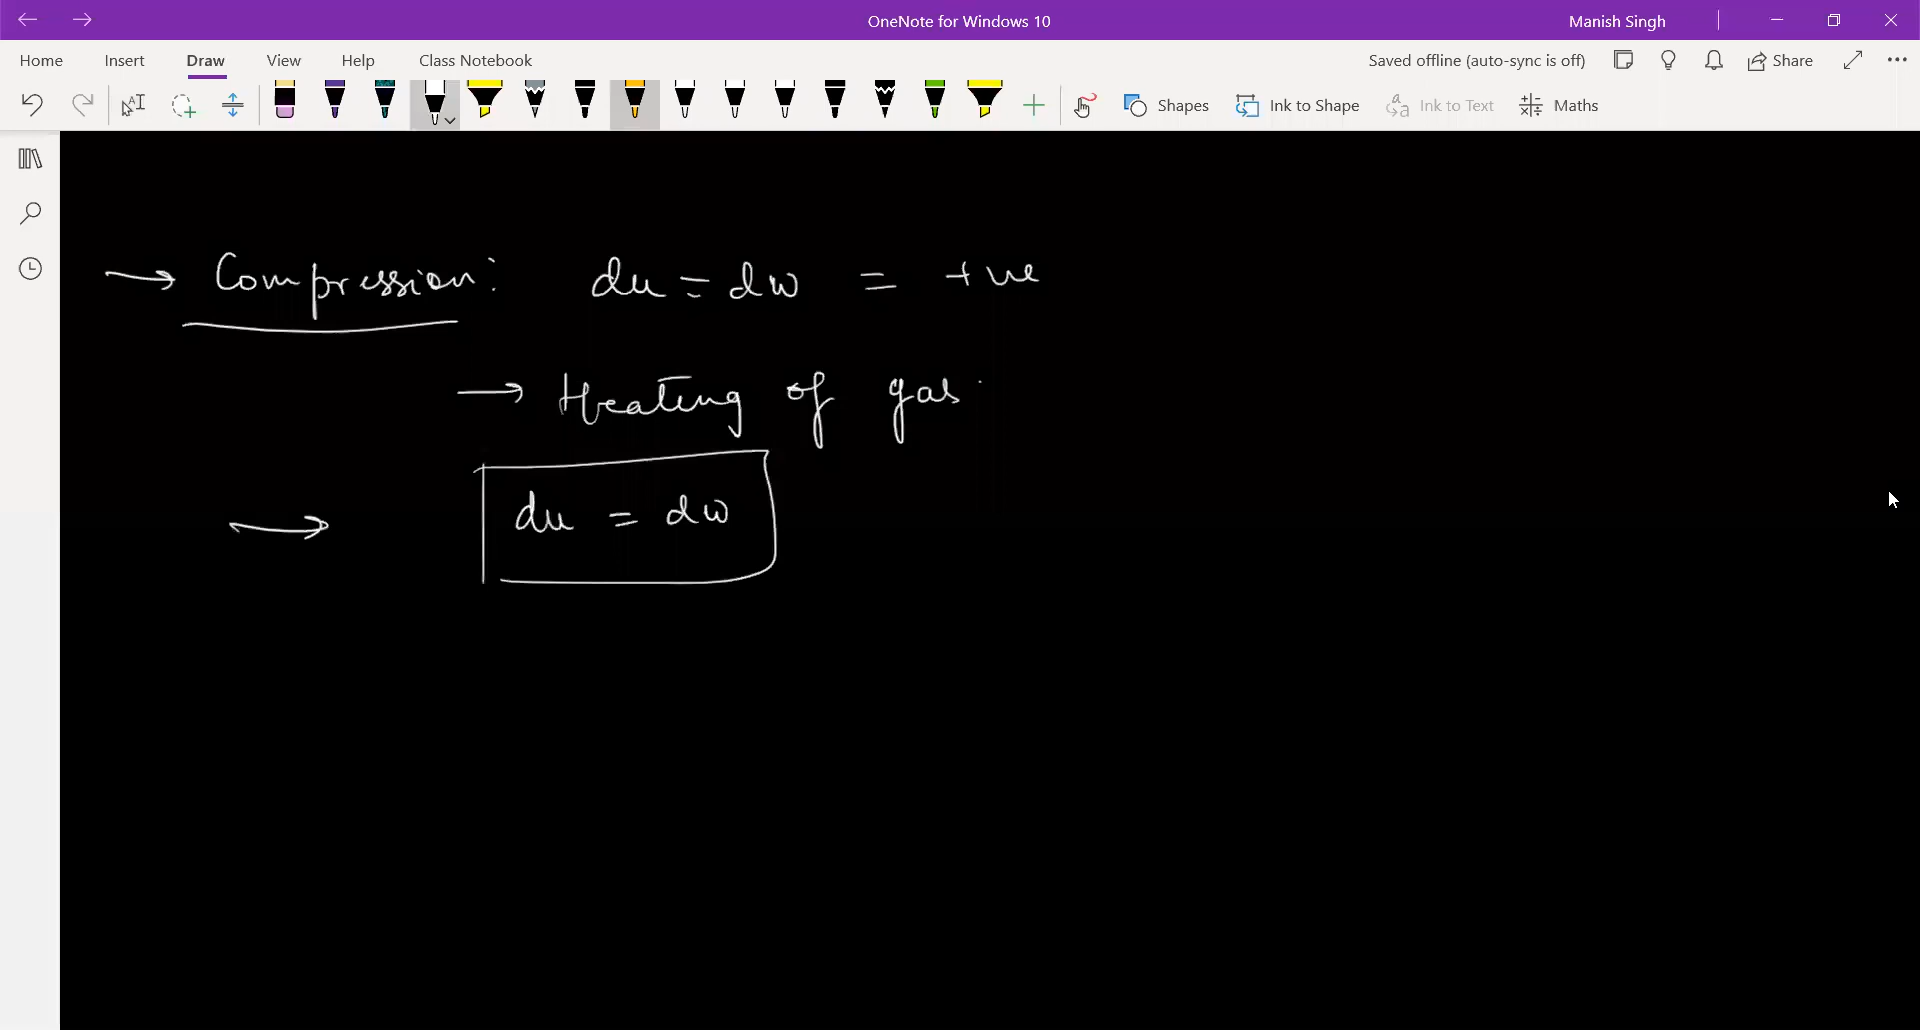 OneNote for Windows 10
Manish Singh
Home Insert Draw View Help Class Notebook
Saved offline (auto-sync is off) Share
Shapes Ink to Shape Ink to Text Maths
→ Compression: du = dw = +ve
→ Heating of gas.
→ du = dw